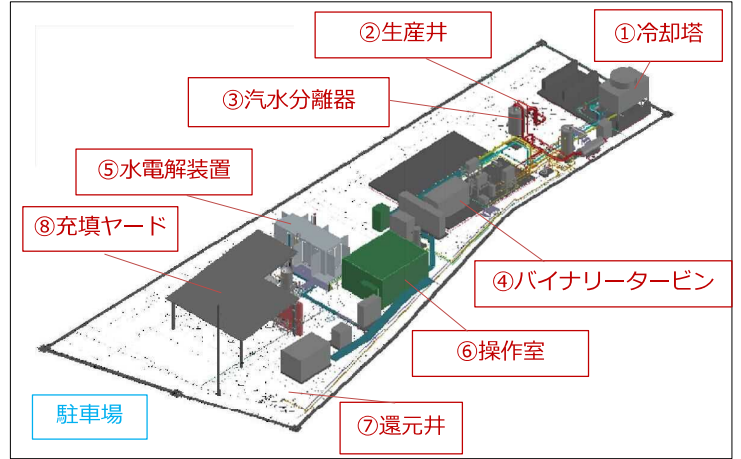 ①冷却塔
②生産井
③汽水分離器
④バイナリータービン
⑤水電解装置
⑥操作室
⑦還元井
⑧充填ヤード
駐車場